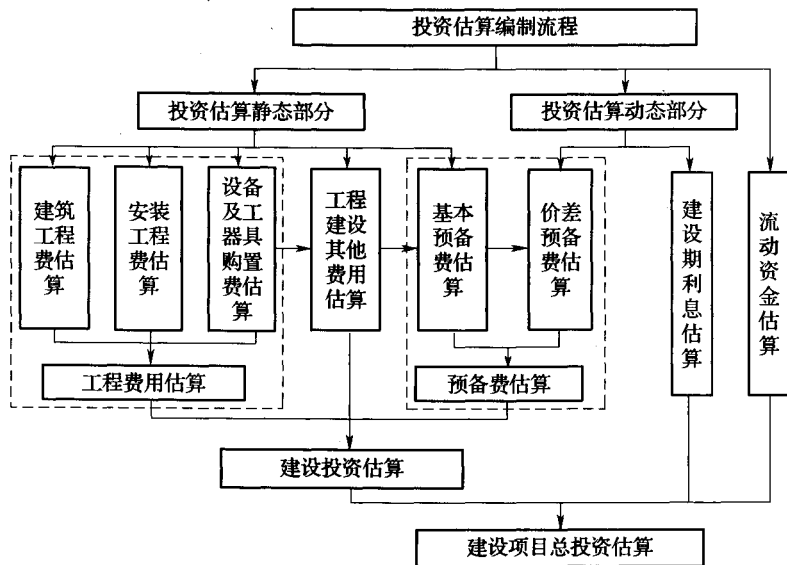 投资估算编制流程
投资估算静态部分
投资估算动态部分
建筑
工程
费估
算
安装
工程
费估
算
设备
及工
器具
购置
费估
算
工程
建设
其他
费用
估算
基本
预备
费估
算
价差
预备
费估
算
建设期利息估算
流动资金估算
工程费用估算
预备费估算
建设投资估算
建设项目总投资估算